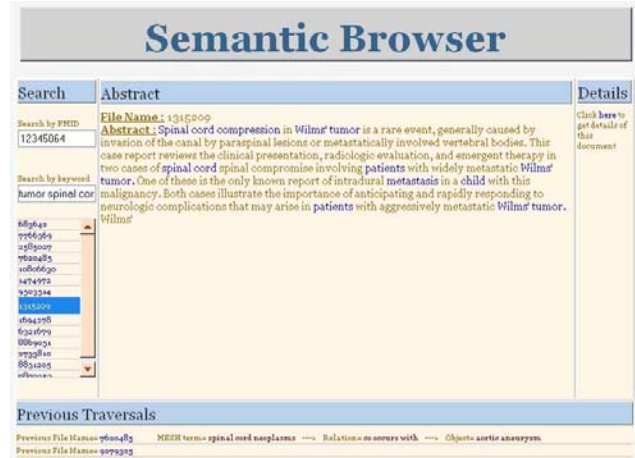 Semantic Browser
Search
Abstract
Details
Search by PMID
12345064
Search by keyword
tumor spinal cor
683642
7766369
2585027
7620485
10806630
1474972
9503514
1315209
1694278
6321679
8869051
2733810
8831205
File Name : 1315209
Abstract : Spinal cord compression in Wilms' tumor is a rare event, generally caused by
invasion of the canal by paraspinal lesions or metastatically involved vertebral bodies. This
case report reviews the clinical presentation, radiologic evaluation, and emergent therapy in
two cases of spinal cord spinal compromise involving patients with widely metastatic Wilms'
tumor. One of these is the only known report of intradural metastasis in a child with this
malignancy. Both cases illustrate the importance of anticipating and rapidly responding to
neurologic complications that may arise in patients with aggressively metastatic Wilms' tumor.
Wilms'
Click here to
get details of
this
document
Previous Traversals
Previous File Name= 7620485 MESH term= spinal cord neoplasms ---> Relation= co occurs with ---> Object= aortic aneurysm
Previous File Name= 9279325